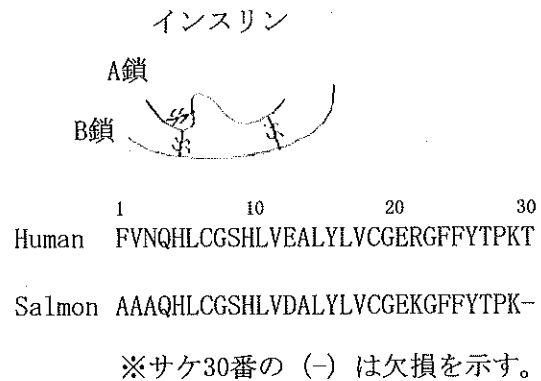 インスリン
A鎖
B鎖
1 10 20 30
Human FVNQHLCGSHLVEALYLVCGERGFFYTPKT
Salmon AAAQHLCGSHLVDALYLVCGEKGFFYTPK-
※サケ30番の (-) は欠損を示す。